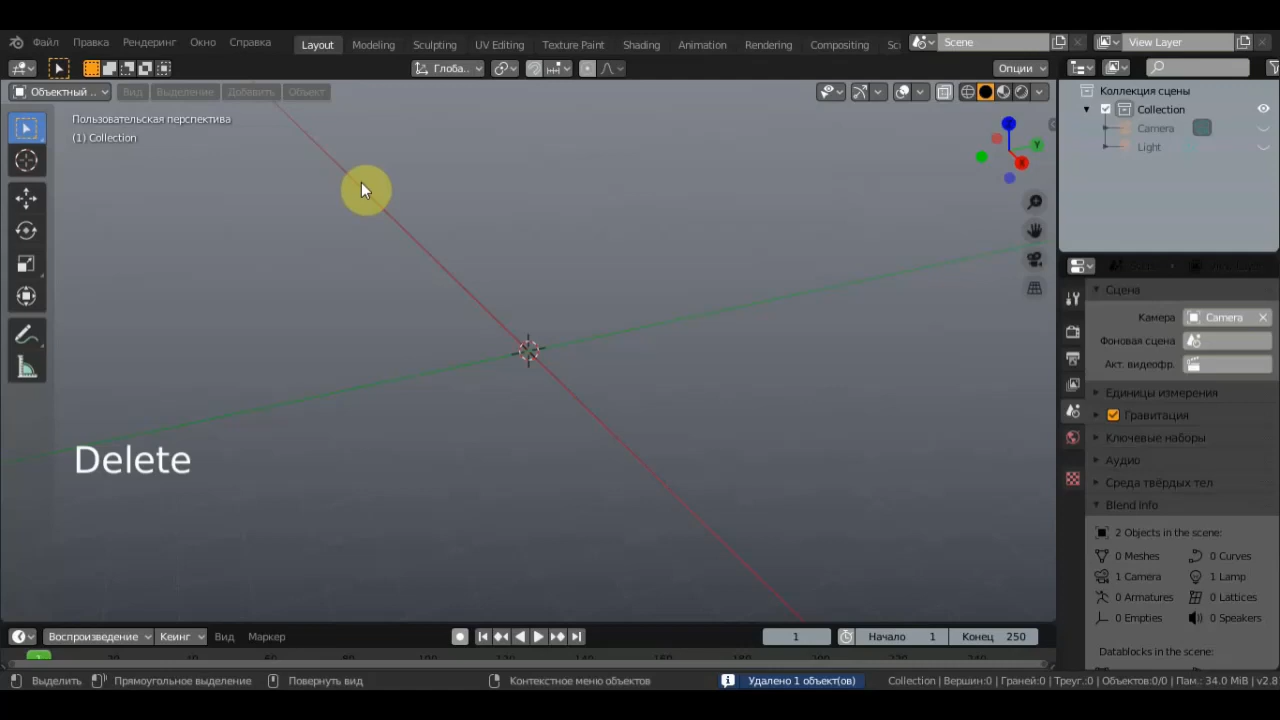 Файл Правка Рендеринг Окно Справка Layout Modeling Sculpting UV Editing Texture Paint Shading Animation Rendering Compositing Scene View Layer
Глоба.. Опции
Объектный .. Вид Выделение Добавить Объект
Пользовательская перспектива
(1) Collection
Z
Y
X
Коллекция сцены
Collection
Camera
Light
Сцена
Камера Camera
Фоновая сцена
Акт. видеофр.
Единицы измерения
Гравитация
Ключевые наборы
Аудио
Среда твёрдых тел
Blend Info
2 Objects in the scene:
0 Meshes 0 Curves
1 Camera 1 Lamp
0 Armatures 0 Lattices
0 Empties 0 Speakers
Datablocks in the scene:
Delete
Воспроизведение Кеинг Вид Маркер 1 Начало 1 Конец 250
1
Выделить Прямоугольное выделение Повернуть вид Контекстное меню объектов Удалено 1 объект(ов) Collection | Вершин:0 | Граней:0 | Треуг.:0 | Объектов:0/0 | Пам.: 34.0 MiB | v2.8